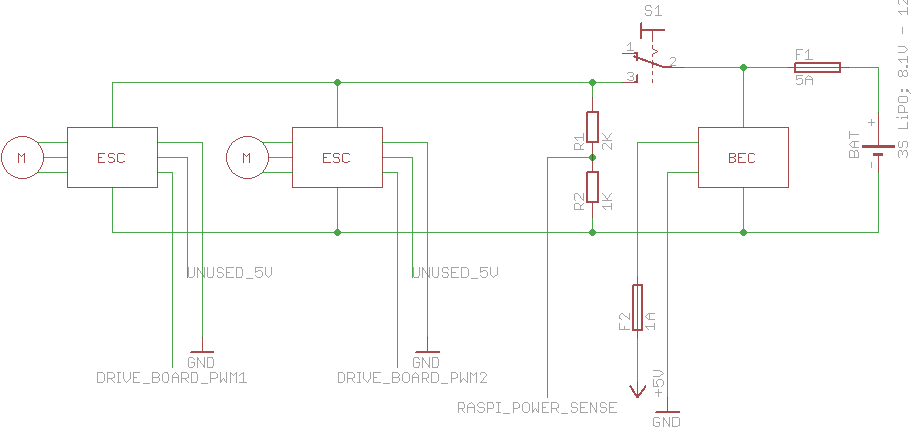 S1
1
2
3
F1
5A
3S LiPO; 8.1V - 12
BAT
+
-
M
ESC
M
ESC
R1
2K
R2
1K
BEC
UNUSED_5V
UNUSED_5V
F2
1A
GND
GND
DRIVE_BOARD_PWM1
DRIVE_BOARD_PWM2
+5V
RASPI_POWER_SENSE
GND